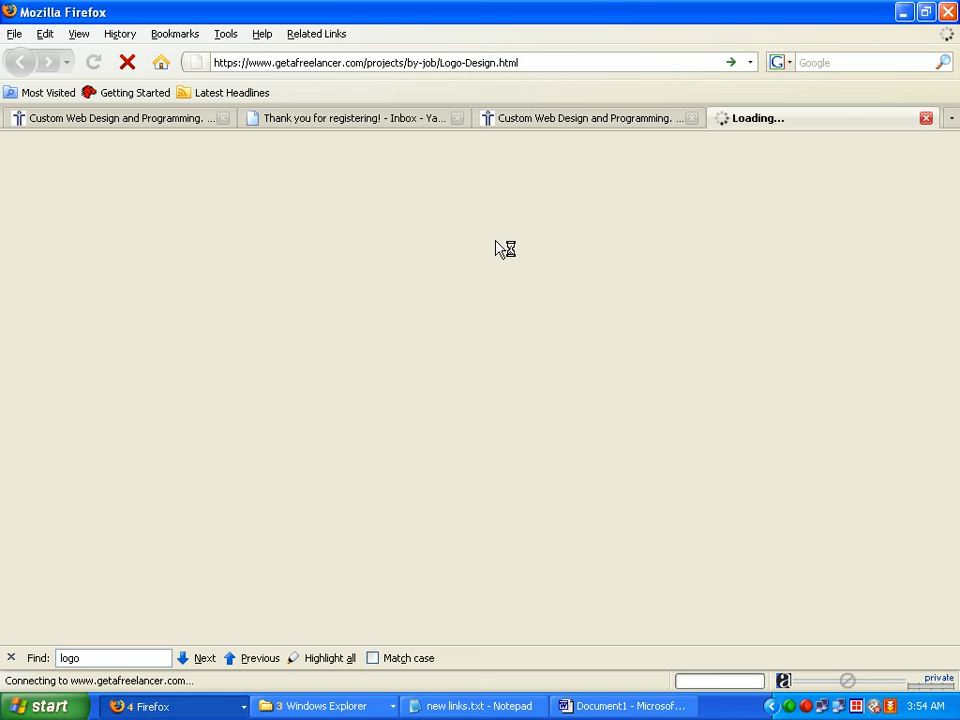 Mozilla Firefox
File Edit View History Bookmarks Tools Help Related Links
https://www.getafreelancer.com/projects/by-job/Logo-Design.html G Google
Most Visited Getting Started Latest Headlines
Custom Web Design and Programming. ... Thank you for registering! - Inbox - Ya... Custom Web Design and Programming. ... Loading...
Find: logo Next Previous Highlight all Match case
Connecting to www.getafreelancer.com... private
start 4 Firefox 3 Windows Explorer new links.txt - Notepad Document1 - Microsof... 3:54 AM